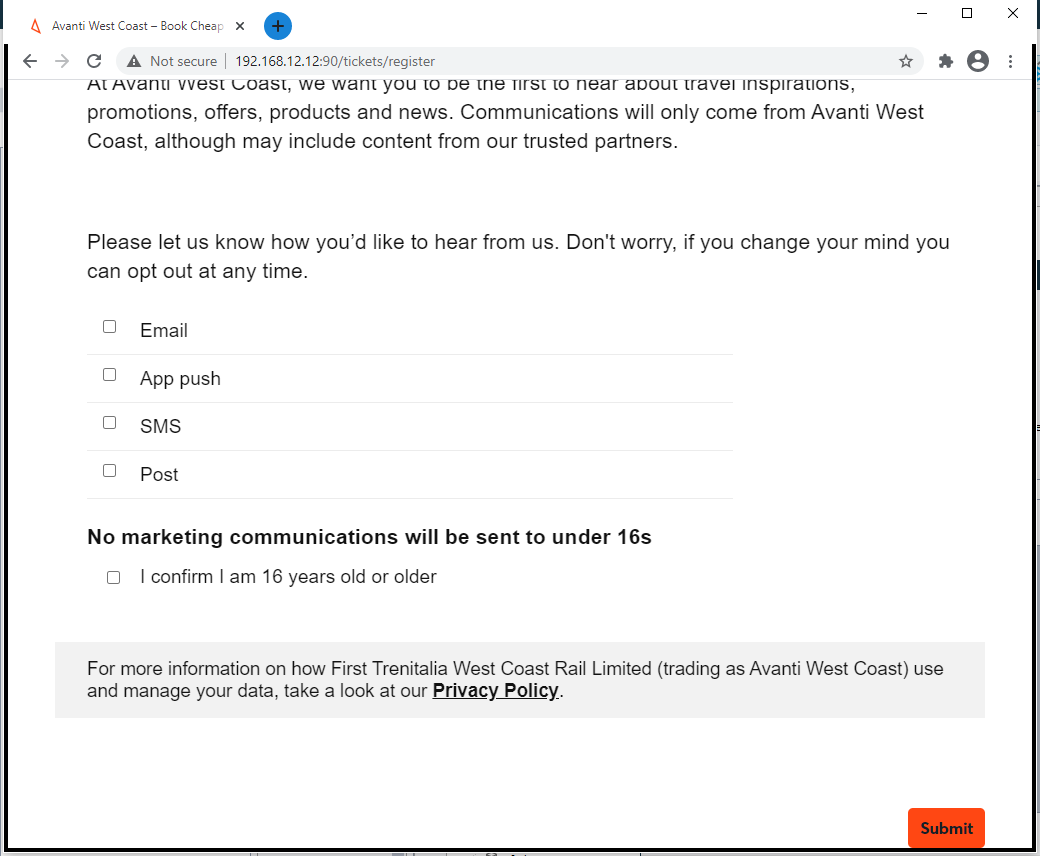 Avanti West Coast – Book Cheap
Not secure
192.168.12.12:90/tickets/register
At Avanti West Coast, we want you to be the first to hear about travel inspirations,
promotions, offers, products and news. Communications will only come from Avanti West
Coast, although may include content from our trusted partners.
Please let us know how you’d like to hear from us. Don't worry, if you change your mind you
can opt out at any time.
Email
App push
SMS
Post
No marketing communications will be sent to under 16s
I confirm I am 16 years old or older
For more information on how First Trenitalia West Coast Rail Limited (trading as Avanti West Coast) use
and manage your data, take a look at our Privacy Policy.
Submit